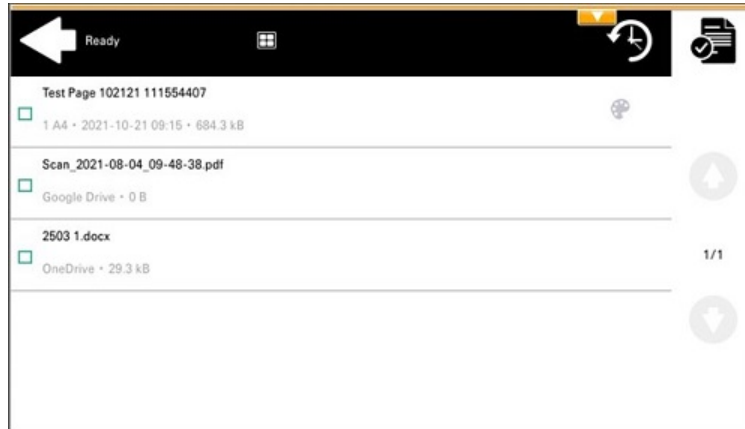 Ready
Test Page 102121 111554407
1 A4 • 2021-10-21 09:15 • 684.3 kB
Scan_2021-08-04_09-48-38.pdf
Google Drive • 0 B
2503 1.docx
OneDrive • 29.3 kB
1/1